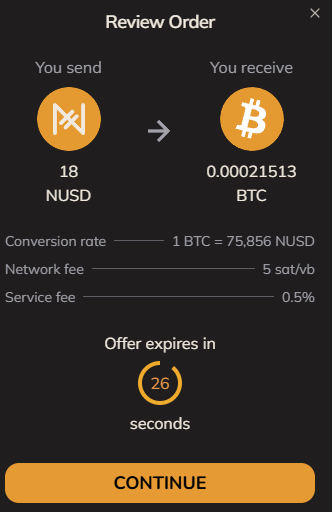 Review Order
You send
You receive
18
NUSD
0.00021513
BTC
Conversion rate 1 BTC = 75,856 NUSD
Network fee 5 sat/vb
Service fee 0.5%
Offer expires in
26
seconds
CONTINUE